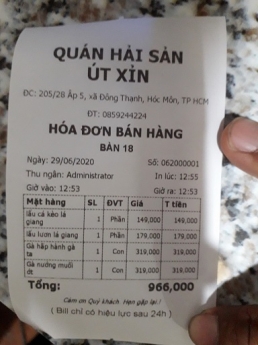 QUÁN HẢI SẢN
ÚT XỈN
ĐC: 205/2B Ấp 5, xã Đông Thạnh, Hóc Môn, TP HCM
ĐT: 0859244224
HÓA ĐƠN BÁN HÀNG
BÀN 18
Ngày: 29/06/2020 Số: 062000001
Thu ngân: Administrator In lúc: 12:55
Giờ vào: 12:53 Giờ ra: 12:53
Mặt hàng SL ĐVT Giá T tiền
lẩu cá kèo lá giang 1 Phần 149,000 149,000
lẩu lươn lá giang 1 Phần 179,000 179,000
Gà hấp hành gè ta 1 Con 319,000 319,000
Gà nướng muối ớt 1 Con 319,000 319,000
Tổng: 966,000
Cám ơn Quý khách. Hẹn gặp lại!
( Bill chỉ có hiệu lực sau 24h )